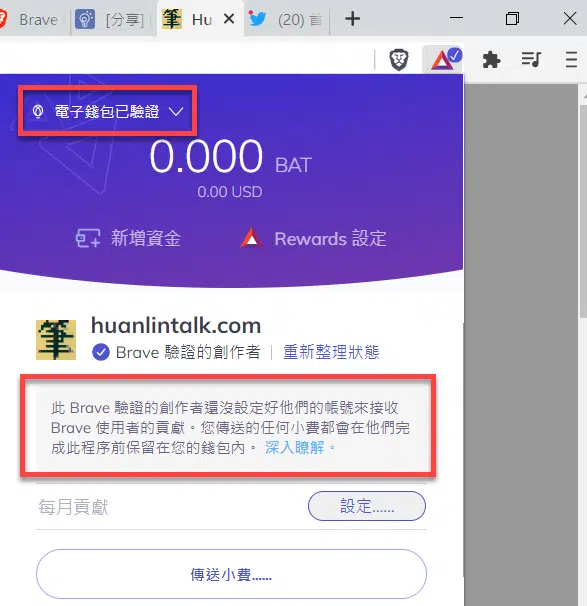 Brave
[分享]
筆
Hu
(20) 首
電子錢包已驗證
0.000 BAT
0.00 USD
新增資金
Rewards 設定
筆
huanlintalk.com
Brave 驗證的創作者 | 重新整理狀態
此 Brave 驗證的創作者還沒設定好他們的帳號來接收
Brave 使用者的貢獻。您傳送的任何小費都會在他們完
成此程序前保留在您的錢包內。 深入瞭解。
每月貢獻
設定......
傳送小費......